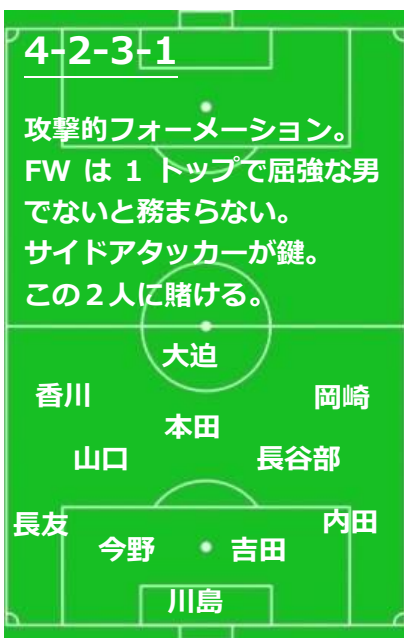 4-2-3-1
攻撃的フォーメーション。
FW は 1 トップで屈強な男
でないと務まらない。
サイドアタッカーが鍵。
この２人に賭ける。
大迫
香川
岡崎
本田
山口
長谷部
長友
内田
今野
吉田
川島